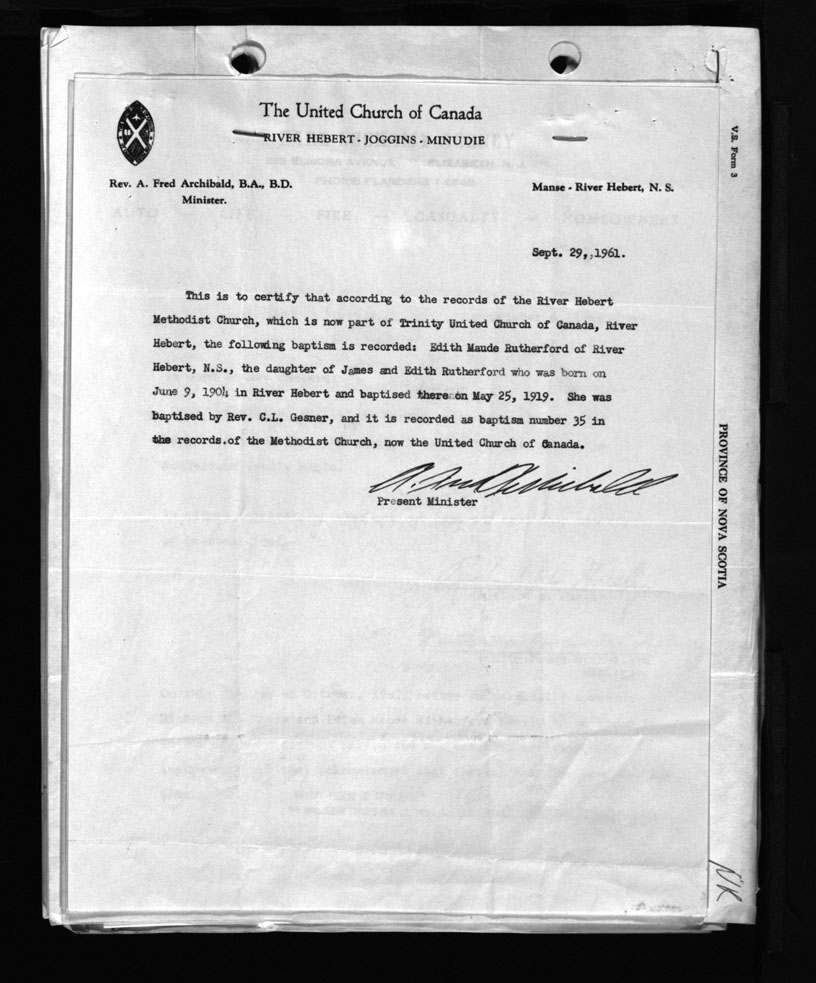 The United Church of Canada
RIVER HEBERT - JOGGINS - MINUDIE
Rev. A. Fred Archibald, B.A., B.D.
Minister.
Manse - River Hebert, N. S.
Sept. 29,,1961.
This is to certify that according to the records of the River Hebert
Methodist Church, which is now part of Trinity United Church of Canada, River
Hebert, the following baptism is recorded: Edith Maude Rutherford of River
Hebert, N.S., the daughter of James and Edith Rutherford who was born on
June 9, 1904 in River Hebert and baptised there on May 25, 1919. She was
baptised by Rev. C.L. Gesner, and it is recorded as baptism number 35 in
the records.of the Methodist Church, now the United Church of Canada.
A. Fred Archibald
Present Minister
V.S. Form 3
PROVINCE OF NOVA SCOTIA
NK